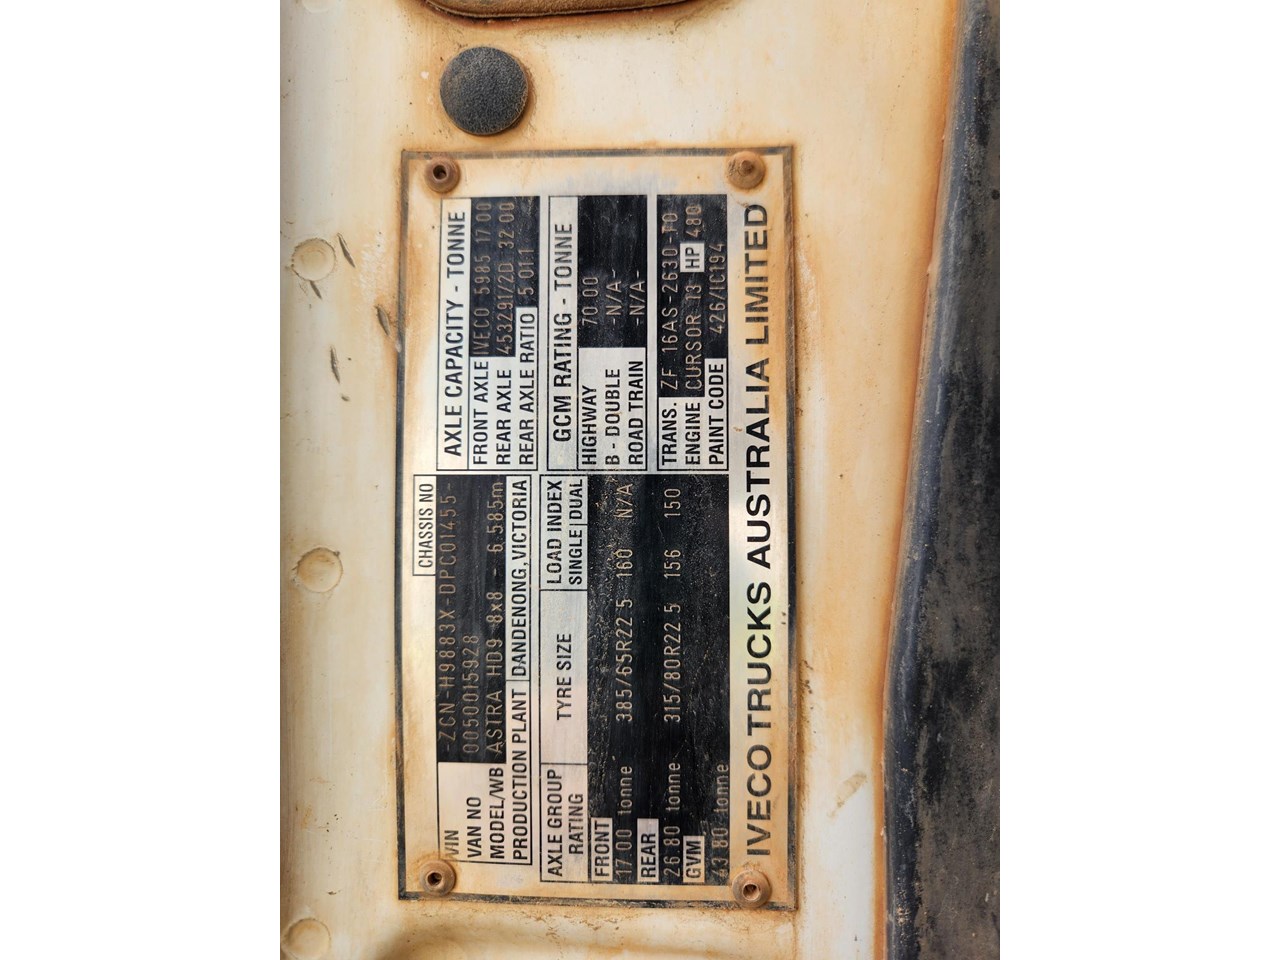 CHASSIS NO
VIN -ZCN-H9883X-DPC01455-
VAN NO 0050015928
MODEL/WB ASTRA HD9 8x8 - 6.585m
PRODUCTION PLANT DANDENONG, VICTORIA
AXLE GROUP RATING TYRE SIZE LOAD INDEX
SINGLE DUAL
FRONT
17.00 tonne 385/65R22.5 160 N/A
REAR
26.80 tonne 315/80R22.5 156 150
GVM
43.80 tonne
AXLE CAPACITY - TONNE
FRONT AXLE IVECO 5985 17.00
REAR AXLE 453291/2D 32.00
REAR AXLE RATIO 5.01:1
GCM RATING - TONNE
HIGHWAY 70.00
B - DOUBLE -N/A-
ROAD TRAIN -N/A-
TRANS. ZF 16AS-2630-TO
ENGINE CURSOR 13 HP 480
PAINT CODE 426/IC194
IVECO TRUCKS AUSTRALIA LIMITED